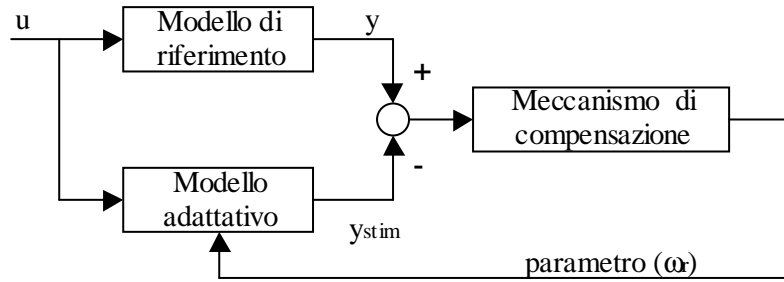 u
Modello di
riferimento
y
+
Meccanismo di
compensazione
-
Modello
adattativo
ystim
parametro (ωr)